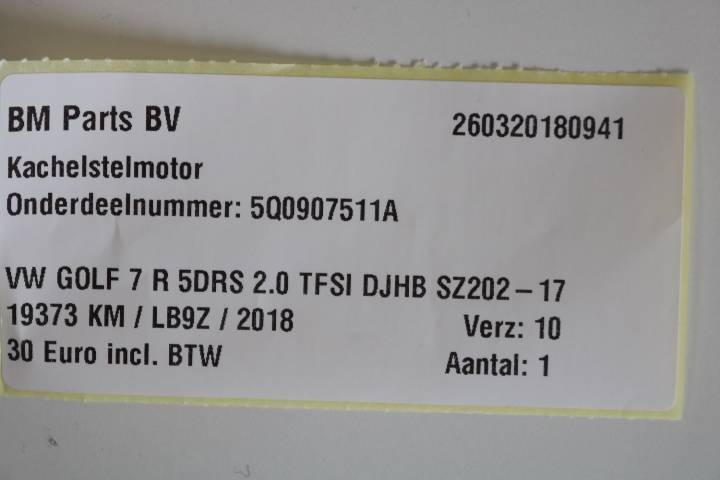 BM Parts BV 260320180941
Kachelstelmotor
Onderdeelnummer: 5Q0907511A
VW GOLF 7 R 5DRS 2.0 TFSI DJHB SZ202-17
19373 KM / LB9Z / 2018 Verz: 10
30 Euro incl. BTW Aantal: 1